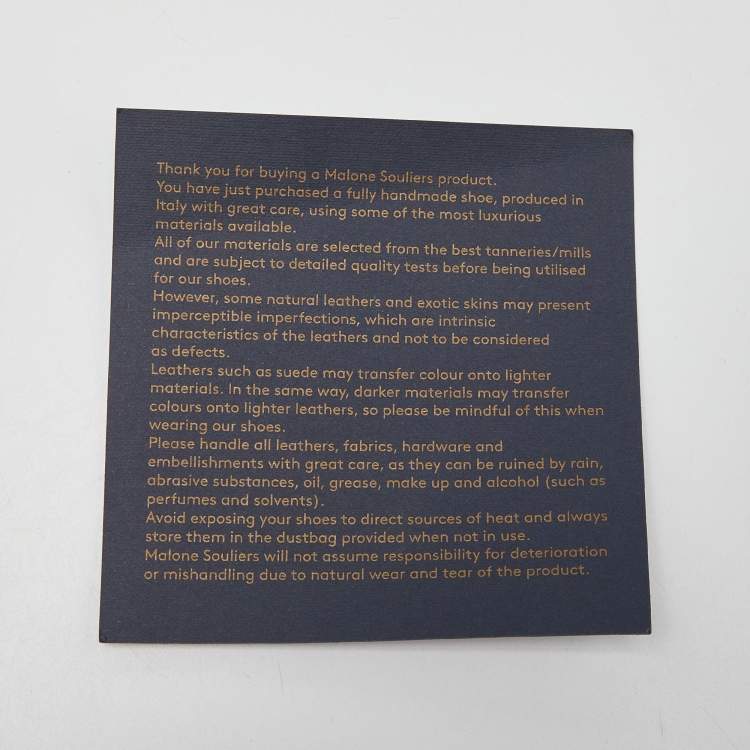 Thank you for buying a Malone Souliers product.
You have just purchased a fully handmade shoe, produced in
Italy with great care, using some of the most luxurious
materials available.
All of our materials are selected from the best tanneries/mills
and are subject to detailed quality tests before being utilised
for our shoes.
However, some natural leathers and exotic skins may present
imperceptible imperfections, which are intrinsic
characteristics of the leathers and not to be considered
as defects.
Leathers such as suede may transfer colour onto lighter
materials. In the same way, darker materials may transfer
colours onto lighter leathers, so please be mindful of this when
wearing our shoes.
Please handle all leathers, fabrics, hardware and
embellishments with great care, as they can be ruined by rain,
abrasive substances, oil, grease, make up and alcohol (such as
perfumes and solvents).
Avoid exposing your shoes to direct sources of heat and always
store them in the dustbag provided when not in use.
Malone Souliers will not assume responsibility for deterioration
or mishandling due to natural wear and tear of the product.